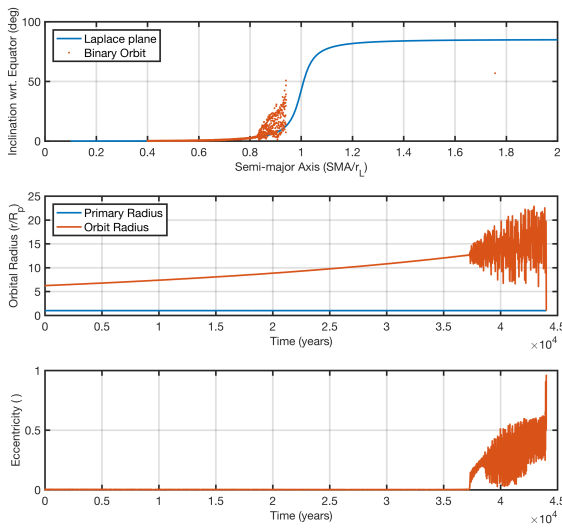 Inclination wrt. Equator (deg)
100
50
0
Laplace plane
Binary Orbit
0 0.2 0.4 0.6 0.8 1 1.2 1.4 1.6 1.8 2
Semi-major Axis (SMA/r_L)
Orbital Radius (r/R_p)
25
20
15
10
5
0
Primary Radius
Orbit Radius
0 0.5 1 1.5 2 2.5 3 3.5 4 4.5
Time (years)
×10^4
Eccentricity ( )
1
0.5
0
0 0.5 1 1.5 2 2.5 3 3.5 4 4.5
Time (years)
×10^4